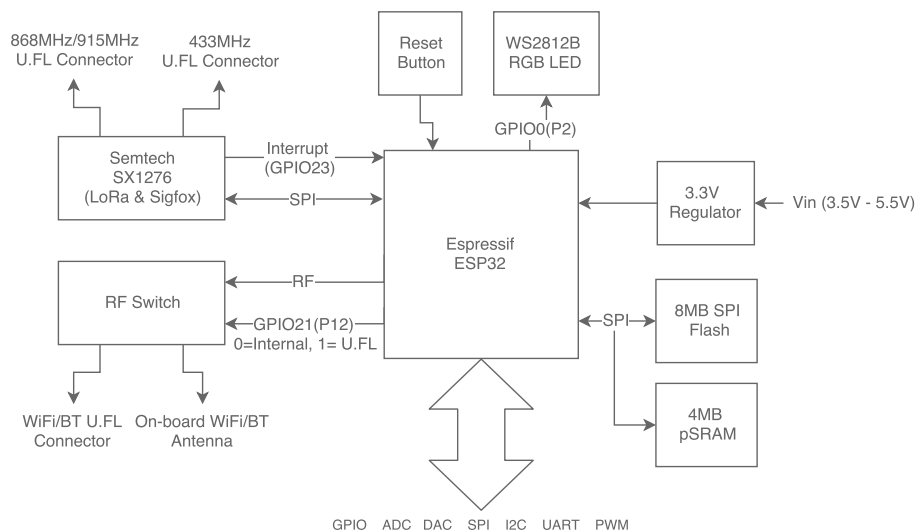 868MHz/915MHz
U.FL Connector
433MHz
U.FL Connector
Reset
Button
WS2812B
RGB LED
GPIO0(P2)
Semtech
SX1276
(LoRa & Sigfox)
Interrupt
(GPIO23)
SPI
Espressif
ESP32
3.3V
Regulator
Vin (3.5V - 5.5V)
RF Switch
RF
GPIO21(P12)
0=Internal, 1= U.FL
SPI
8MB SPI
Flash
4MB
pSRAM
WiFi/BT U.FL
Connector
On-board WiFi/BT
Antenna
GPIO ADC DAC SPI I2C UART PWM